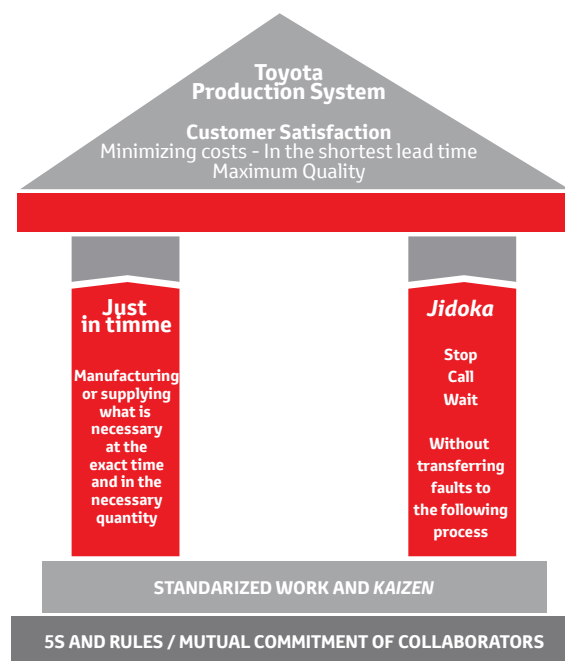 Toyota
Production System
Customer Satisfaction
Minimizing costs - In the shortest lead time
Maximum Quality
Just
in timme
Manufacturing
or supplying
what is
necessary
at the
exact time
and in the
necessary
quantity
Jidoka
Stop
Call
Wait
Without
transferring
faults to
the following
process
STANDARIZED WORK AND KAIZEN
5S AND RULES / MUTUAL COMMITMENT OF COLLABORATORS